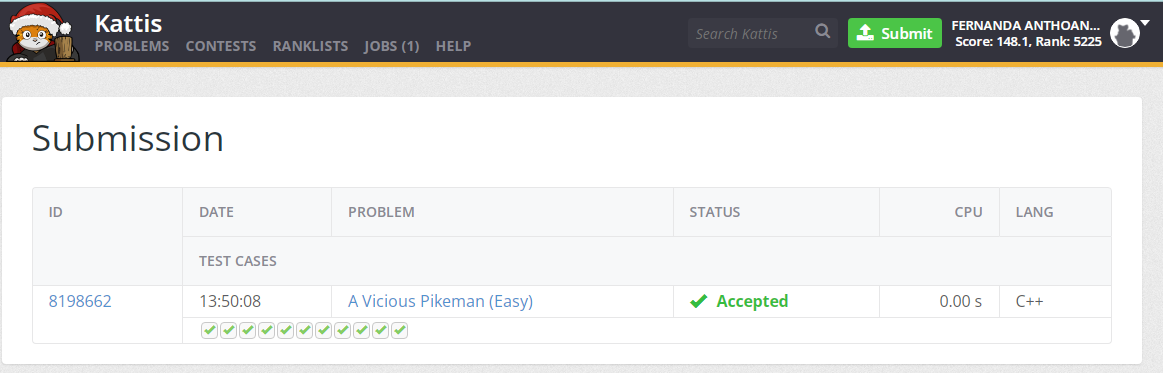 Kattis
PROBLEMS CONTESTS RANKLISTS JOBS (1) HELP
Search Kattis
Submit
FERNANDA ANTHOAN...
Score: 148.1, Rank: 5225
Submission
ID DATE PROBLEM STATUS CPU LANG
TEST CASES
8198662 13:50:08 A Vicious Pikeman (Easy) Accepted 0.00 s C++